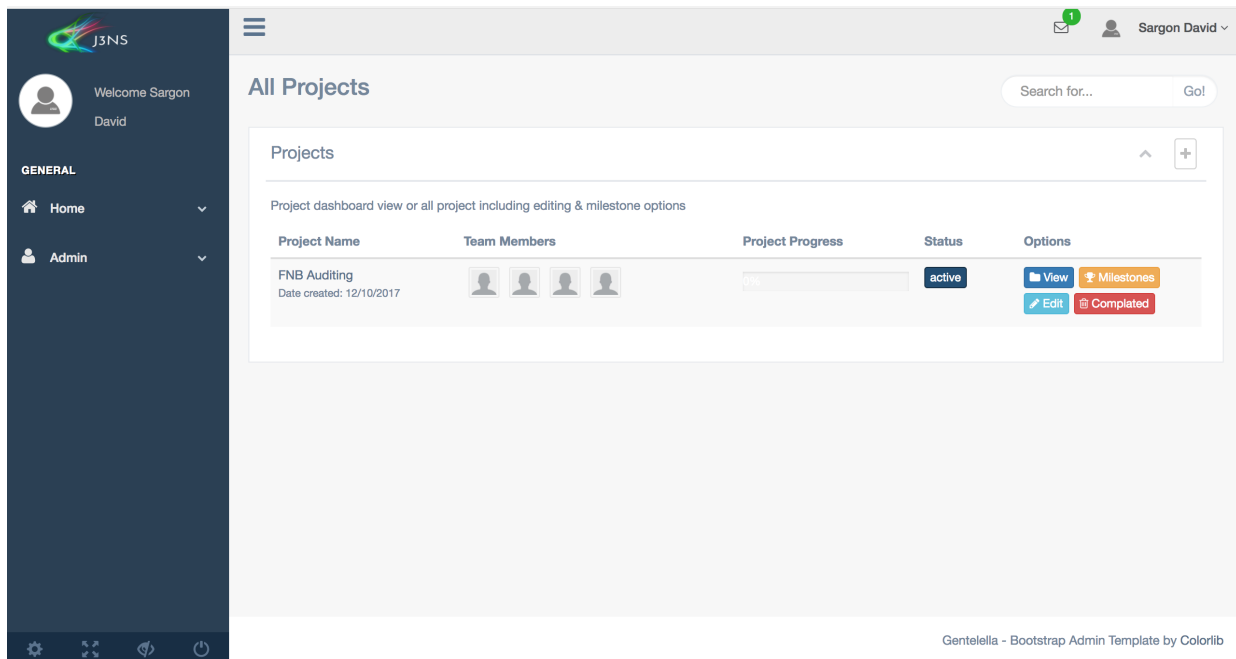 J3NS
1
Sargon David
Welcome Sargon
David
GENERAL
Home
Admin
All Projects
Search for...
Go!
Projects
Project dashboard view or all project including editing & milestone options
Project Name
Team Members
Project Progress
Status
Options
FNB Auditing
Date created: 12/10/2017
0%
active
View
Milestones
Edit
Complated
Gentelella - Bootstrap Admin Template by Colorlib